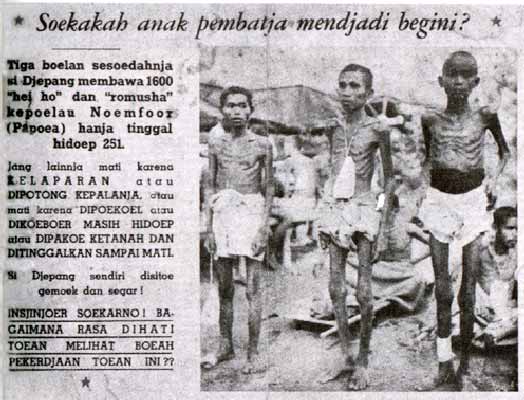 Soekakah anak pembatja mendjadi begini?
Tiga boelan sesoedahnja
si Djepang membawa 1600
"hei ho" dan "romusha"
kepoelau Noemfoor
(Papoea) hanja tinggal
hidoep 251.
Jang lainnja mati karena
KELAPARAN atau
DIPOTONG KEPALANJA, atau
mati karena DIPOEKOEL atau
DIKOEBOER MASIH HIDOEP
atau DIPAKOE KETANAH DAN
DITINGGALKAN SAMPAI MATI.
Si Djepang sendiri disitoe
gemoek dan segar!
INSJINJOER SOEKARNO! BA-
GAIMANA RASA DIHATI
TOEAN MELIHAT BOEAH
PEKERDJAAN TOEAN INI??